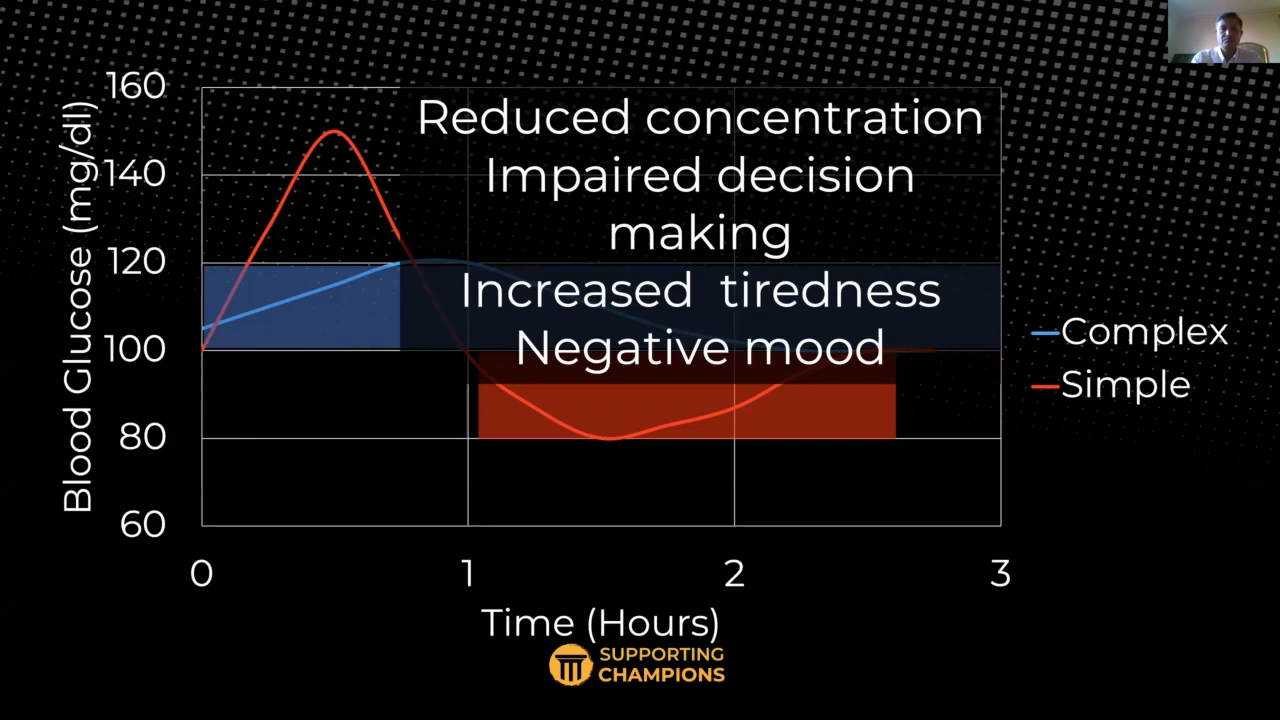 160
140
120
100
80
60
Blood Glucose (mg/dl)
Reduced concentration
Impaired decision
making
Increased tiredness
Negative mood
Complex
Simple
0 1 2 3
Time (Hours)
SUPPORTING
CHAMPIONS